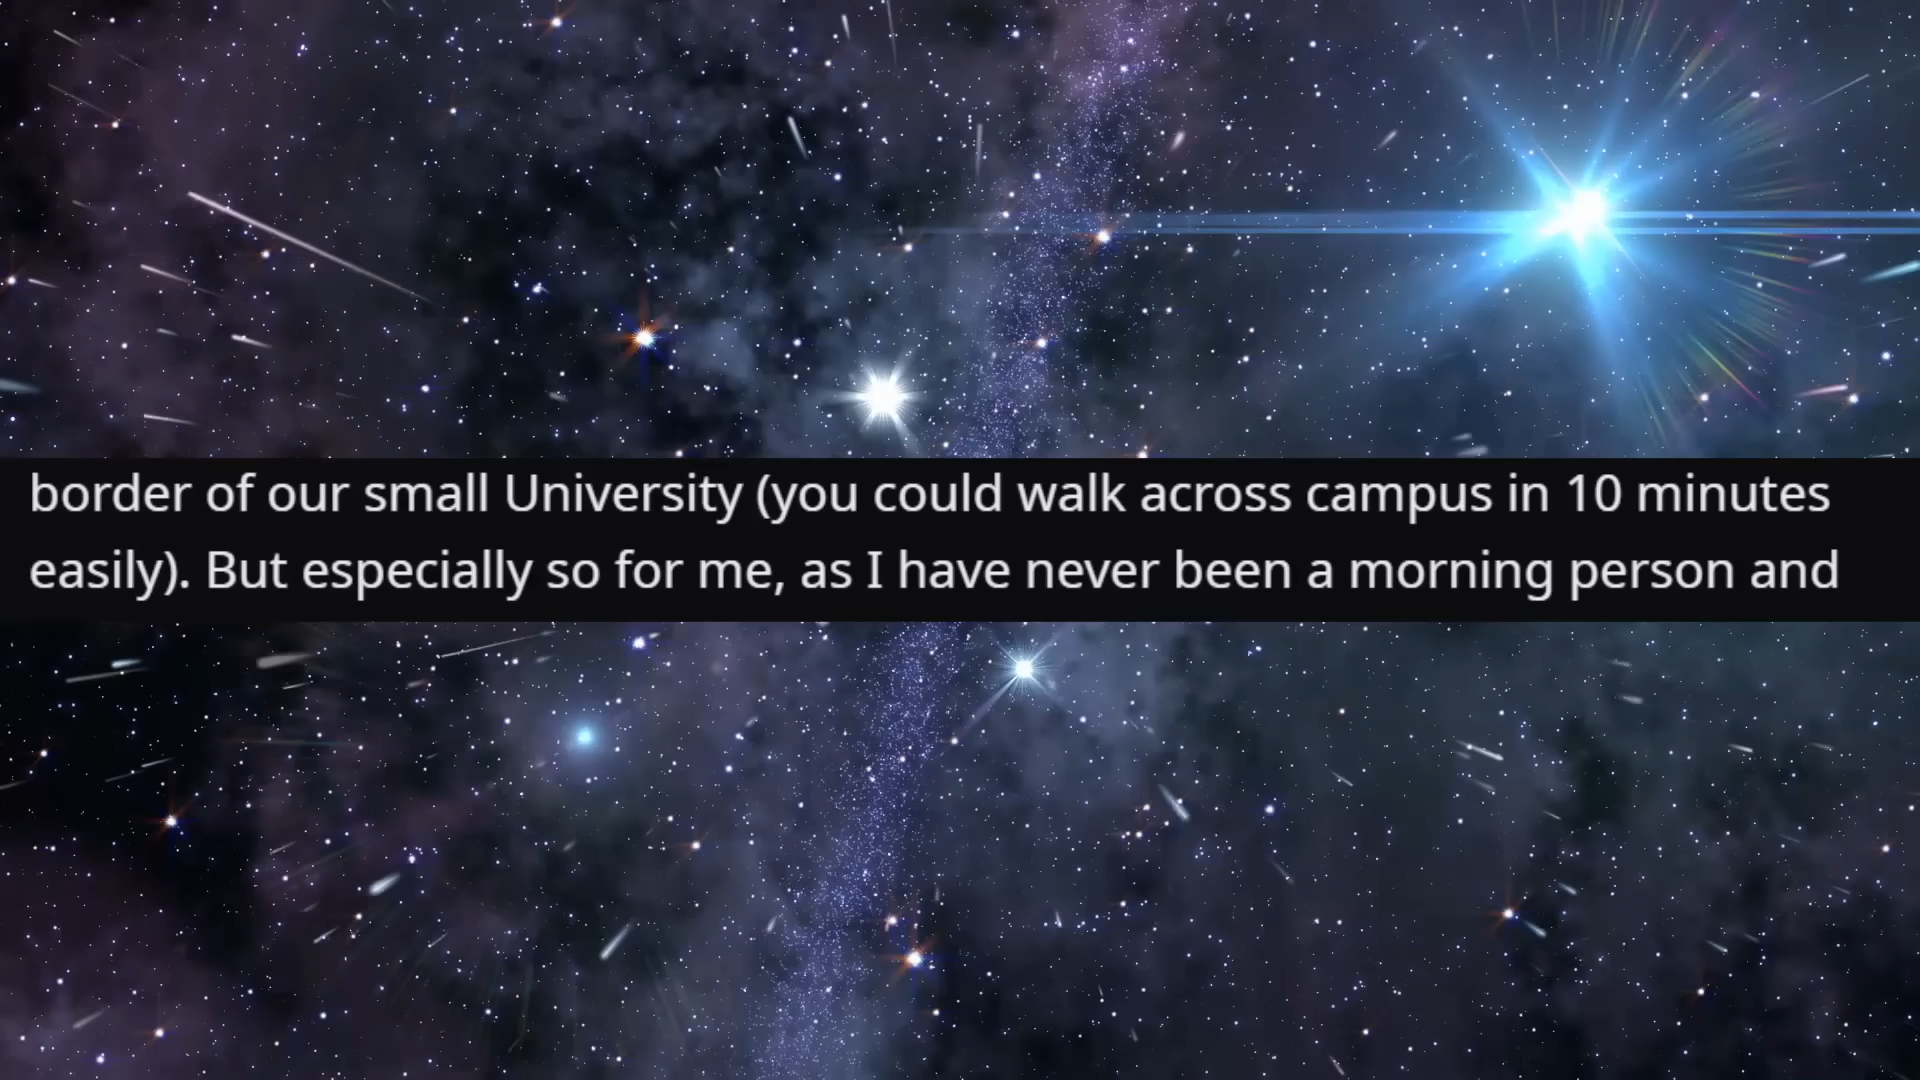 border of our small University (you could walk across campus in 10 minutes
easily). But especially so for me, as I have never been a morning person and